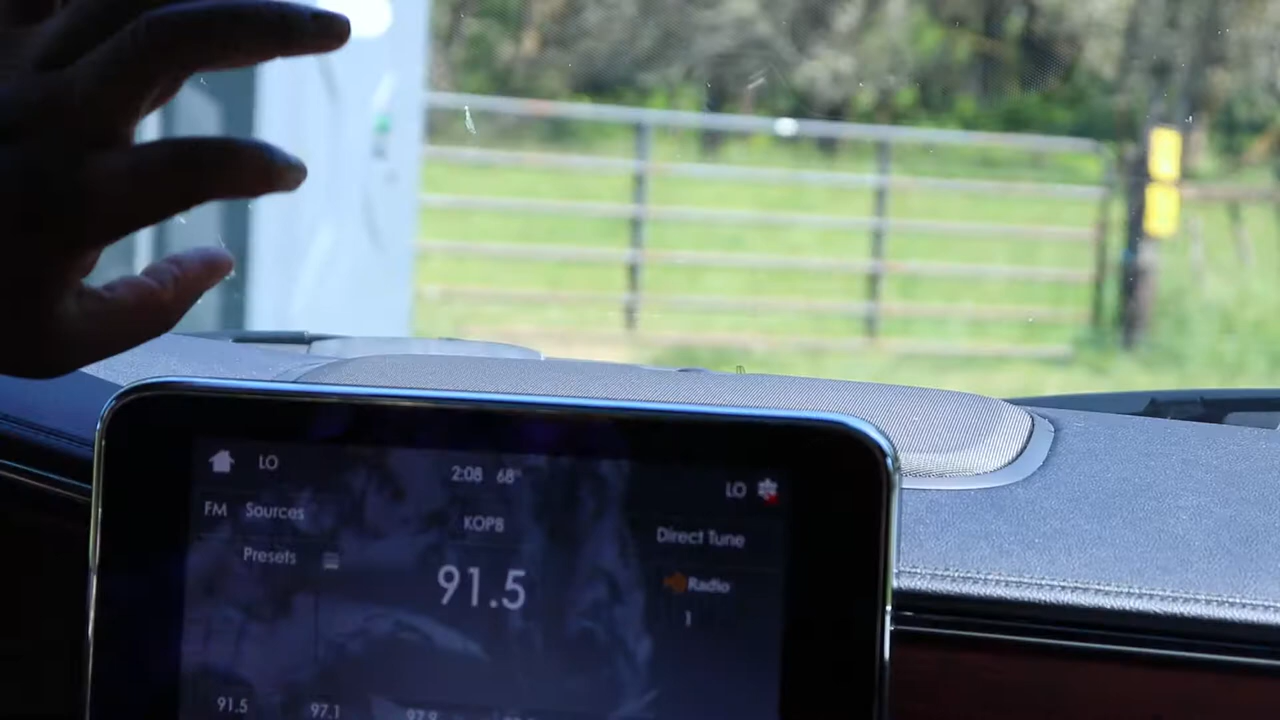 LO
2:08 68°
LO
FM Sources
KOPB
Direct Tune
Presets
91.5
Radio
1
91.5
97.1